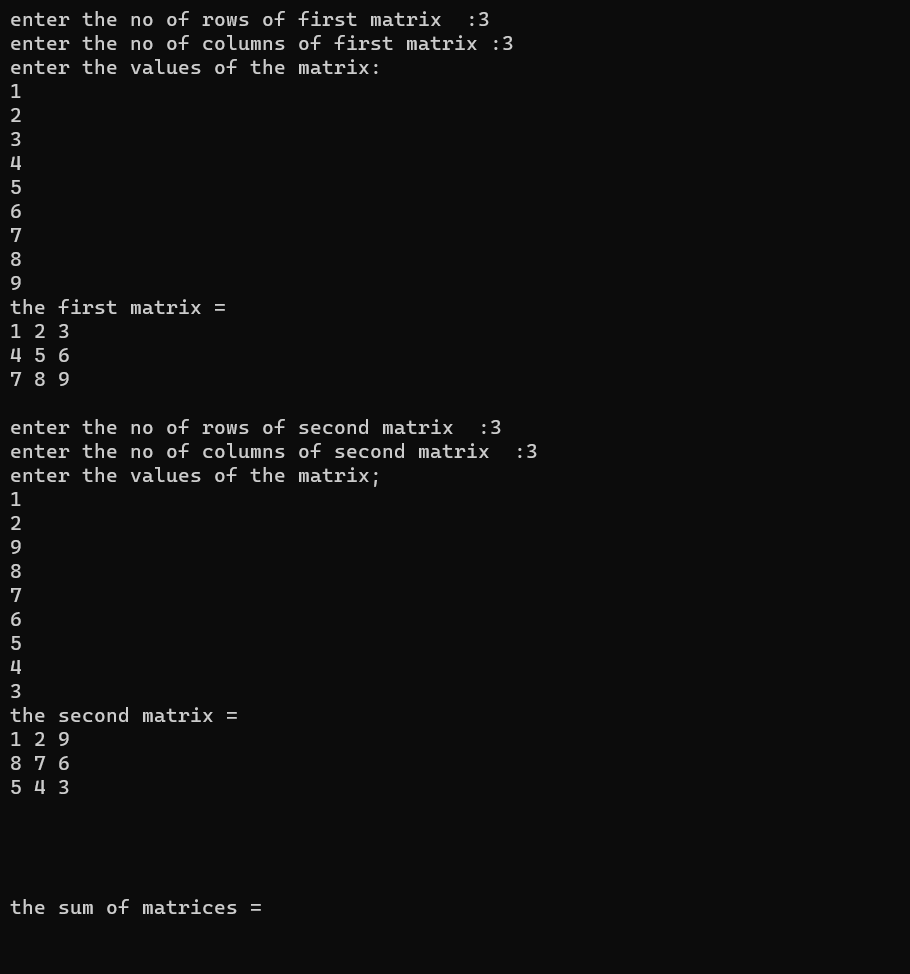 enter the no of rows of first matrix  :3
enter the no of columns of first matrix :3
enter the values of the matrix:
1
2
3
4
5
6
7
8
9
the first matrix =
1 2 3
4 5 6
7 8 9
enter the no of rows of second matrix  :3
enter the no of columns of second matrix  :3
enter the values of the matrix;
1
2
9
8
7
6
5
4
3
the second matrix =
1 2 9
8 7 6
5 4 3
the sum of matrices =